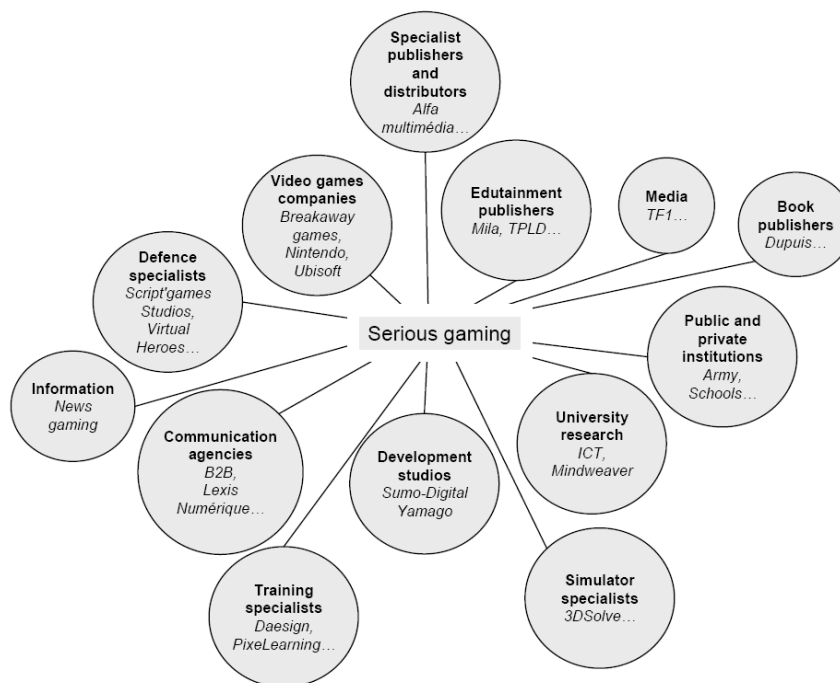 Specialist
publishers
and
distributors
Alfa
multimédia…
Video games
companies
Breakaway
games,
Nintendo,
Ubisoft
Edutainment
publishers
Mila, TPLD…
Media
TF1…
Book
publishers
Dupuis…
Defence
specialists
Script'games
Studios,
Virtual
Heroes…
Serious gaming
Public and
private
institutions
Army,
Schools…
Information
News
gaming
Communication
agencies
B2B,
Lexis
Numérique…
Development
studios
Sumo-Digital
Yamago
University
research
ICT,
Mindweaver
Training
specialists
Daesign,
PixeLearning…
Simulator
specialists
3DSolve…